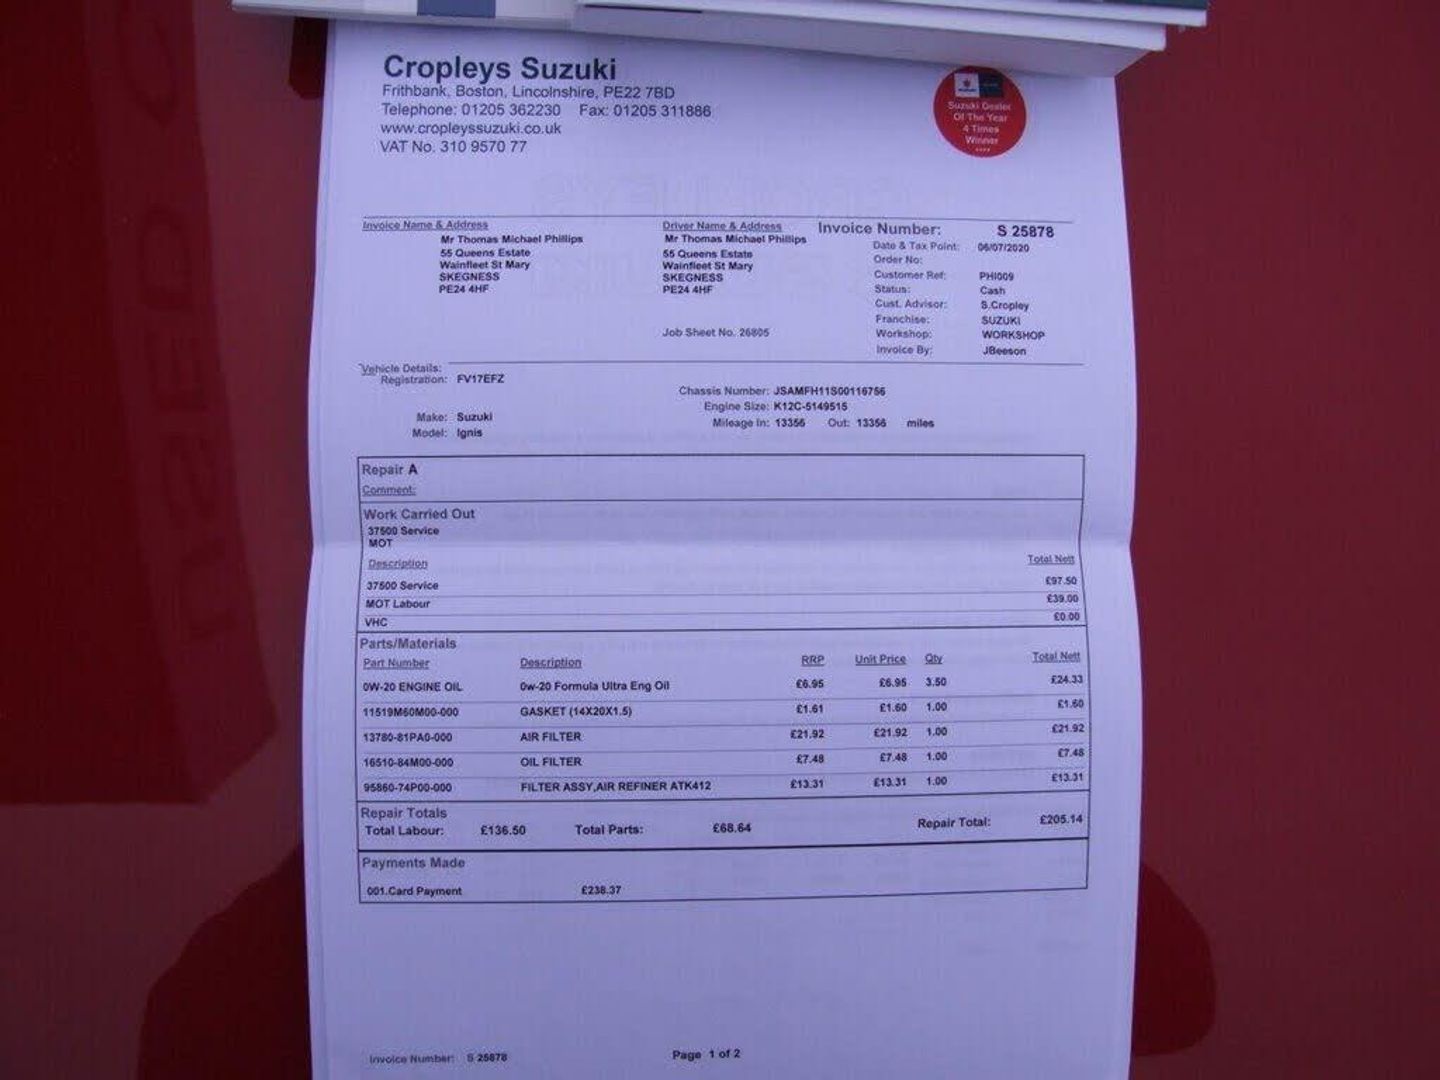 Cropleys Suzuki
Frithbank, Boston, Lincolnshire, PE22 7BD
Telephone: 01205 362230 Fax: 01205 311886
www.cropleyssuzuki.co.uk
VAT No. 310 9570 77
Suzuki Dealer
Of The Year
4 Times
Winner
Invoice Name & Address
Mr Thomas Michael Phillips
55 Queens Estate
Wainfleet St Mary
SKEGNESS
PE24 4HF
Driver Name & Address
Mr Thomas Michael Phillips
55 Queens Estate
Wainfleet St Mary
SKEGNESS
PE24 4HF
Job Sheet No. 26805
Invoice Number: S 25878
Date & Tax Point: 06/07/2020
Order No:
Customer Ref: PHI009
Status: Cash
Cust. Advisor: S.Cropley
Franchise: SUZUKI
Workshop: WORKSHOP
Invoice By: JBeeson
Vehicle Details:
Registration: FV17EFZ
Make: Suzuki
Model: Ignis
Chassis Number: JSAMFH11S00116756
Engine Size: K12C-5149515
Mileage In: 13356 Out: 13356 miles
Repair A
Comment:
Work Carried Out
37500 Service
MOT
Description Total Nett
37500 Service £97.50
MOT Labour £39.00
VHC £0.00
Parts/Materials
Part Number Description RRP Unit Price Qty Total Nett
0W-20 ENGINE OIL 0w-20 Formula Ultra Eng Oil £6.95 £6.95 3.50 £24.33
11519M60M00-000 GASKET (14X20X1.5) £1.61 £1.60 1.00 £1.60
13780-81PA0-000 AIR FILTER £21.92 £21.92 1.00 £21.92
16510-84M00-000 OIL FILTER £7.48 £7.48 1.00 £7.48
95860-74P00-000 FILTER ASSY,AIR REFINER ATK412 £13.31 £13.31 1.00 £13.31
Repair Totals
Total Labour: £136.50 Total Parts: £68.64 Repair Total: £205.14
Payments Made
001.Card Payment £238.37
Invoice Number: S 25878 Page 1 of 2